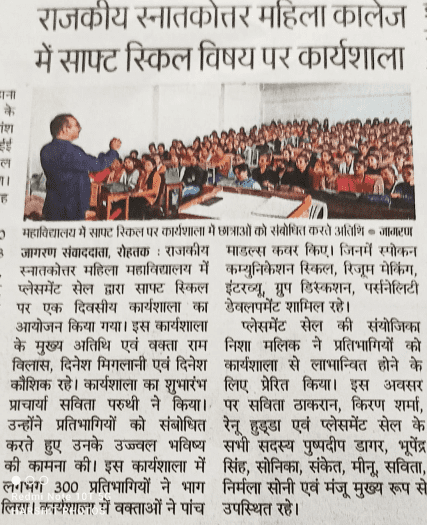 राजकीय स्नातकोत्तर महिला कालेज
में साफ्ट स्किल विषय पर कार्यशाला
महाविद्यालय में साफ्ट स्किल पर कार्यशाला में छात्राओं को संबोधित करते अतिथि ● जागरण
जागरण संवाददाता, रोहतक : राजकीय
स्नातकोत्तर महिला महाविद्यालय में
प्लेसमेंट सेल द्वारा साफ्ट स्किल
पर एक दिवसीय कार्यशाला का
आयोजन किया गया। इस कार्यशाला
के मुख्य अतिथि एवं वक्ता राम
विलास, दिनेश मिगलानी एवं दिनेश
कौशिक रहे। कार्यशाला का शुभारंभ
प्राचार्या सविता परुथी ने किया।
उन्होंने प्रतिभागियों को संबोधित
करते हुए उनके उज्ज्वल भविष्य
की कामना की। इस कार्यशाला में
लगभग 300 प्रतिभागियों ने भाग
लिया। कार्यशाला में वक्ताओं ने पांच
माडल्स कवर किए। जिनमें स्पोकन
कम्युनिकेशन स्किल, रिजूम मेकिंग,
इंटरव्यू, ग्रुप डिस्कशन, पर्सनेलिटी
डेवलपमेंट शामिल रहे।
प्लेसमेंट सेल की संयोजिका
निशा मलिक ने प्रतिभागियों को
कार्यशाला से लाभान्वित होने के
लिए प्रेरित किया। इस अवसर
पर सविता ठाकरान, किरण शर्मा,
रेनू हुड्डा एवं प्लेसमेंट सेल के
सभी सदस्य पुष्पदीप डागर, भूपेंद्र
सिंह, सोनिका, संकेत, मीनू, सविता,
निर्मला सोनी एवं मंजू मुख्य रूप से
उपस्थित रहे।
Redmi Note 10T